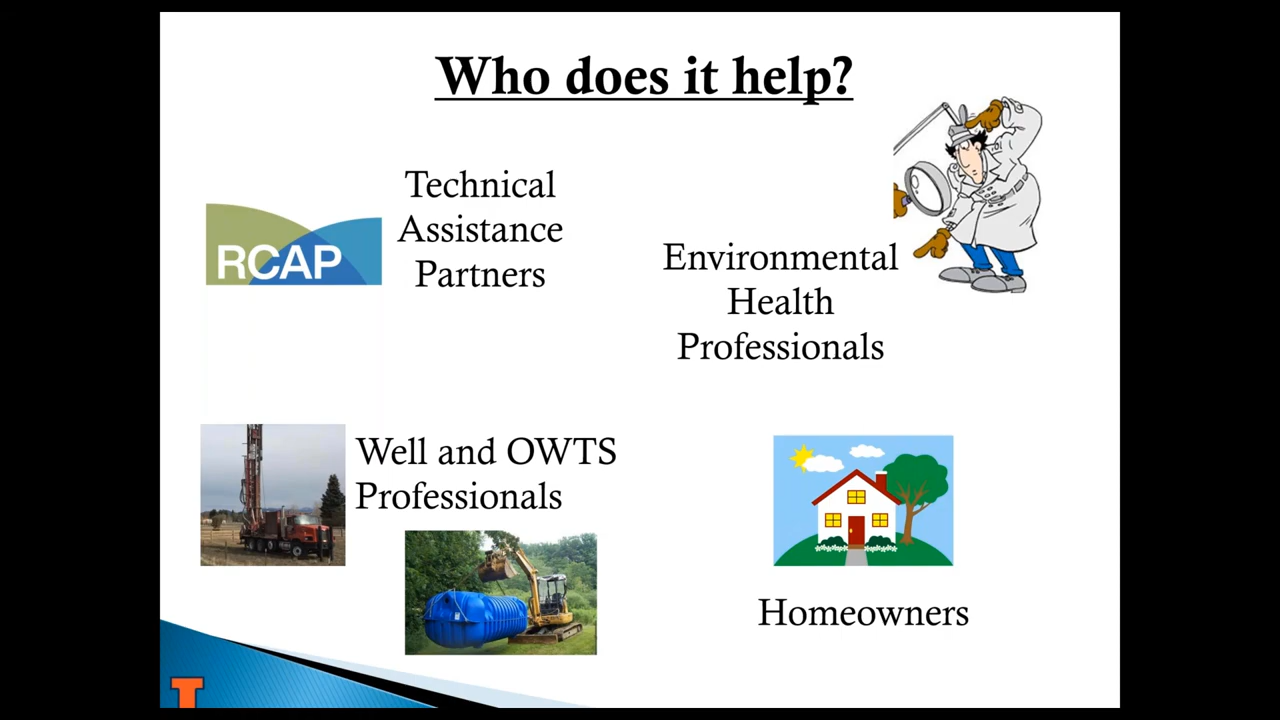 Who does it help?
Technical
Assistance
Partners
RCAP
Environmental
Health
Professionals
Well and OWTS
Professionals
Homeowners
I